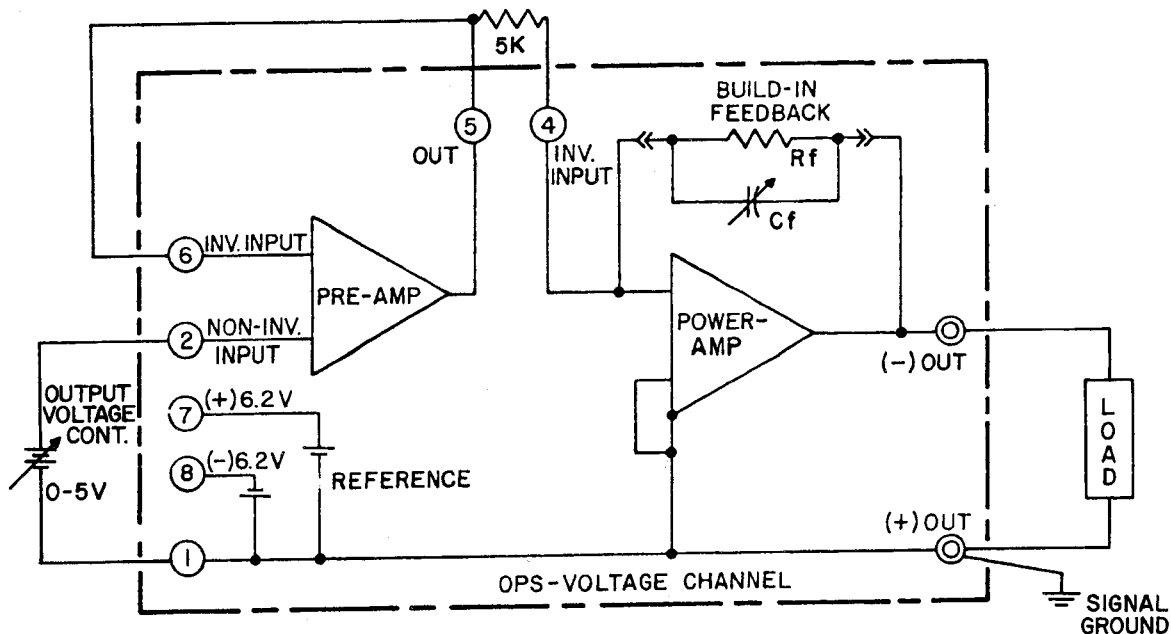 5K
BUILD-IN
FEEDBACK
Rf
Cf
5
OUT
4
INV.
INPUT
6
INV. INPUT
PRE-AMP
2
NON-INV.
INPUT
POWER-
AMP
(-) OUT
OUTPUT
VOLTAGE
CONT.
0-5V
7
(+) 6.2V
8
(-) 6.2V
REFERENCE
LOAD
(+) OUT
1
OPS-VOLTAGE CHANNEL
SIGNAL
GROUND